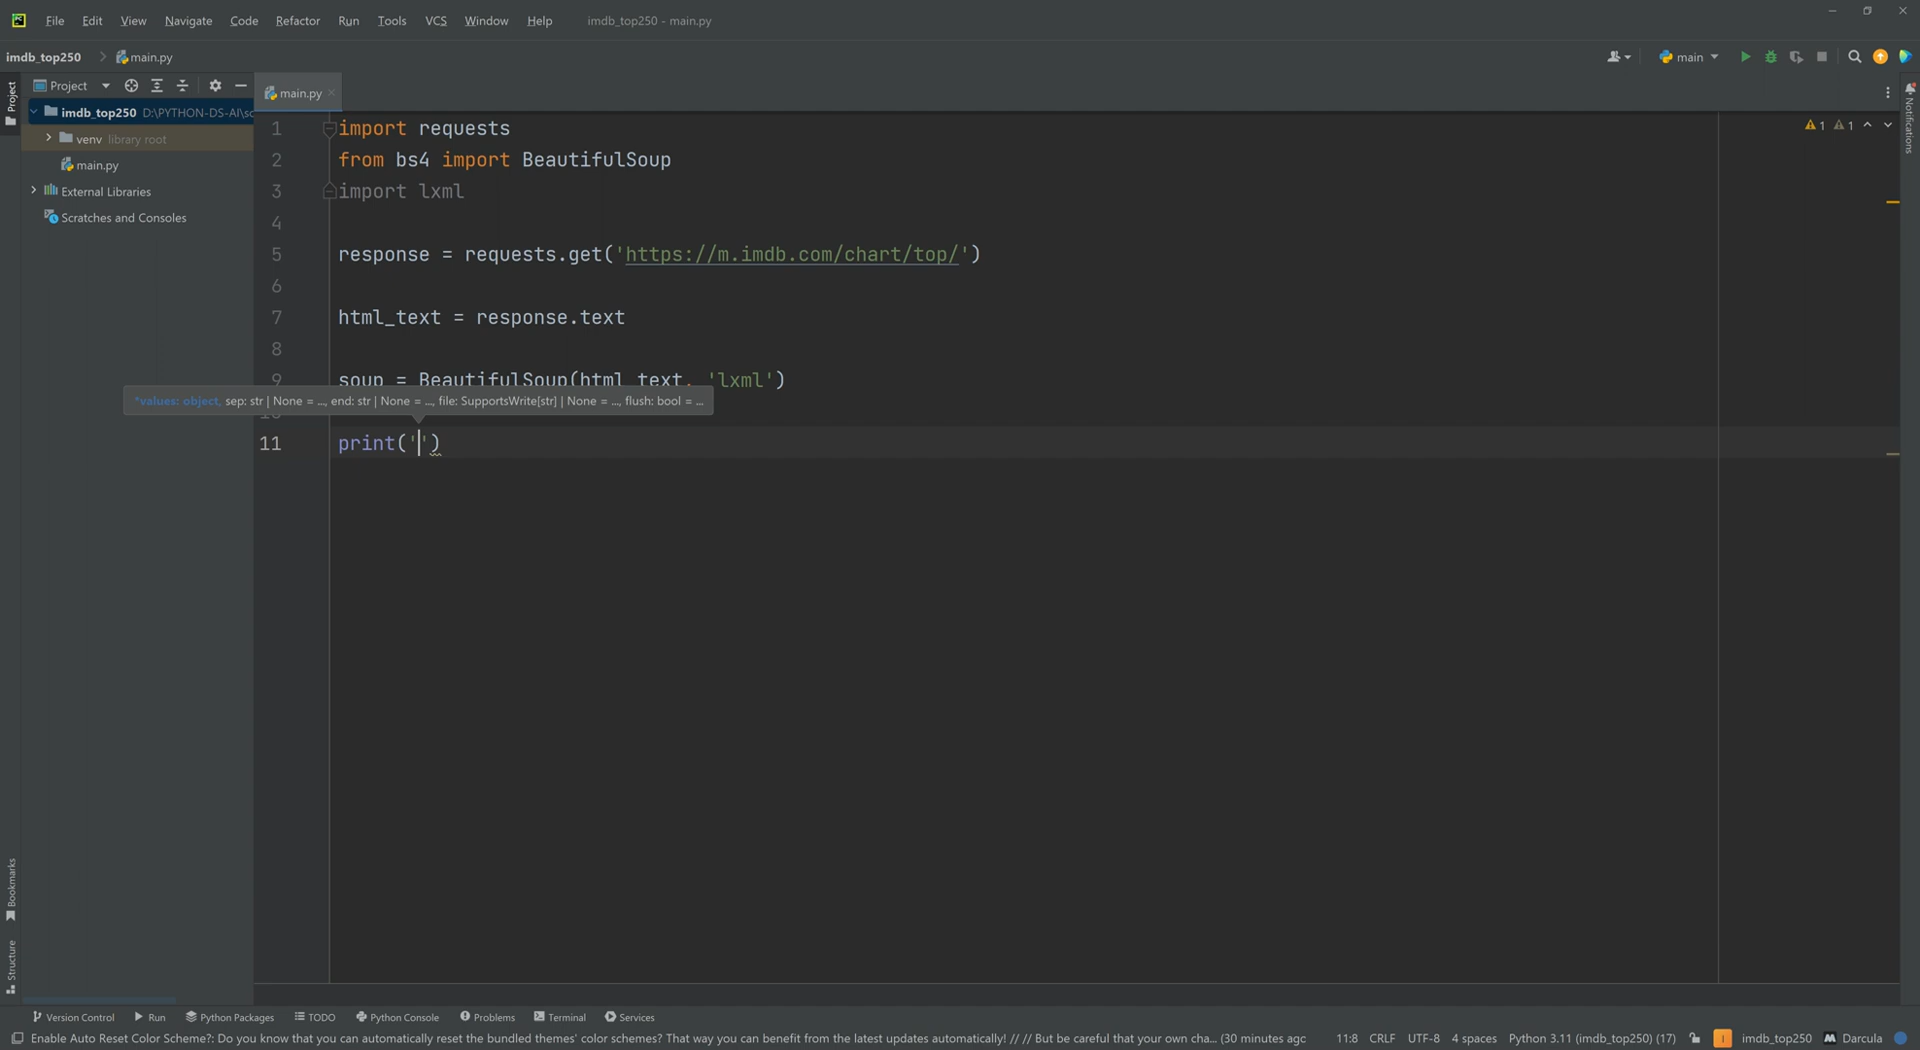 File Edit View Navigate Code Refactor Run Tools VCS Window Help imdb_top250 - main.py
imdb_top250 main.py main
Project
Project
main.py
Notifications
imdb_top250 D:\PYTHON-DS-AI\sc
venv library root
main.py
External Libraries
Scratches and Consoles
1 import requests
2 from bs4 import BeautifulSoup
3 import lxml
4
5 response = requests.get('https://m.imdb.com/chart/top/')
6
7 html_text = response.text
8
9 soup = BeautifulSoup(html_text, 'lxml')
*values: object, sep: str | None = ..., end: str | None = ..., file: SupportsWrite[str] | None = ..., flush: bool = ...
10
11 print('')
1 1
Bookmarks
Structure
Version Control Run Python Packages TODO Python Console Problems Terminal Services
Enable Auto Reset Color Scheme?: Do you know that you can automatically reset the bundled themes' color schemes? That way you can benefit from the latest updates automatically! // // But be careful that your own cha... (30 minutes agc 11:8 CRLF UTF-8 4 spaces Python 3.11 (imdb_top250) (17) imdb_top250 Darcula